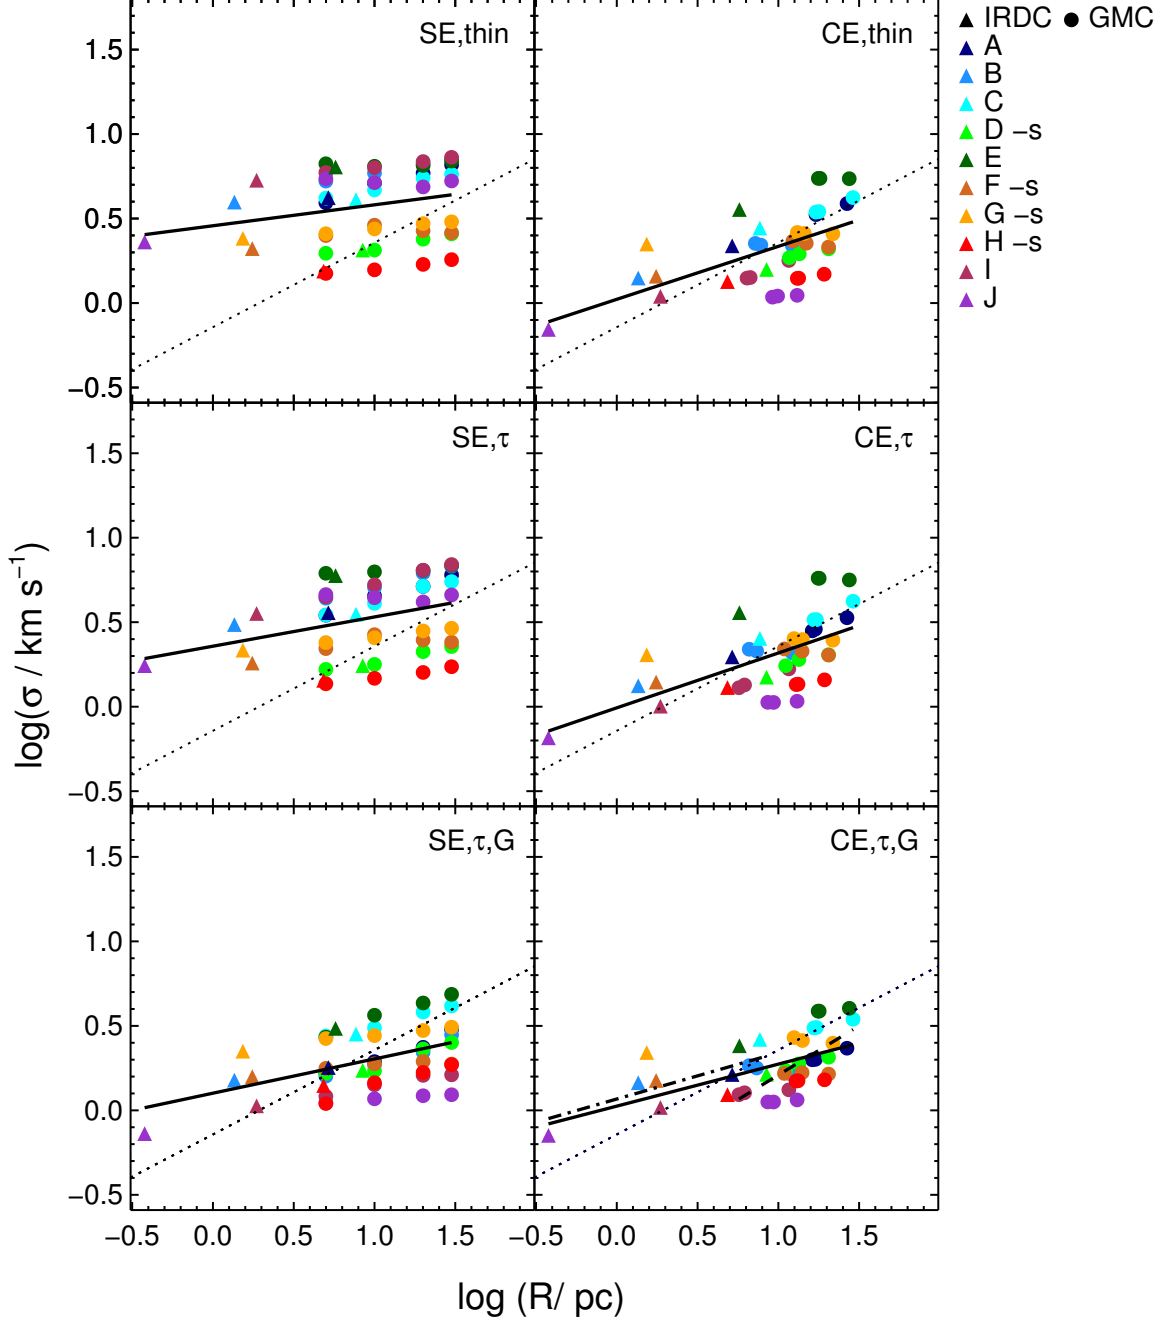 SE,thin
CE,thin
▲ IRDC ● GMC
A
B
C
D −s
E
F −s
G −s
H −s
I
J
1.5
1.0
0.5
0.0
−0.5
SE,τ
CE,τ
1.5
1.0
0.5
0.0
−0.5
SE,τ,G
CE,τ,G
1.5
1.0
0.5
0.0
−0.5
−0.5 0.0 0.5 1.0 1.5 −0.5 0.0 0.5 1.0 1.5
log(σ / km s⁻¹)
log (R/ pc)